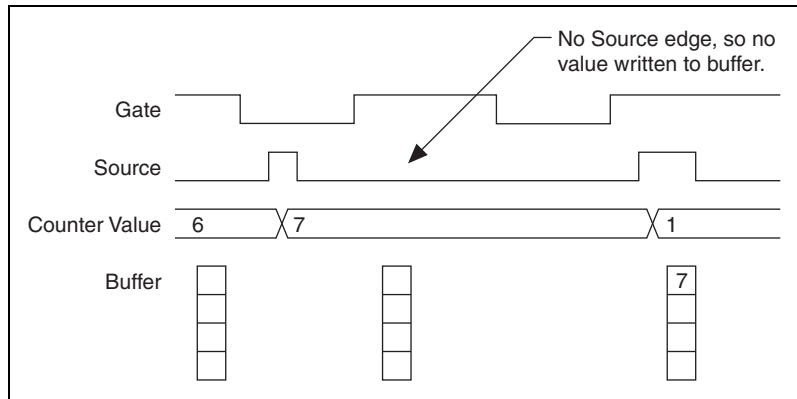 No Source edge, so no
value written to buffer.
Gate
Source
Counter Value 6 7 1
Buffer 7